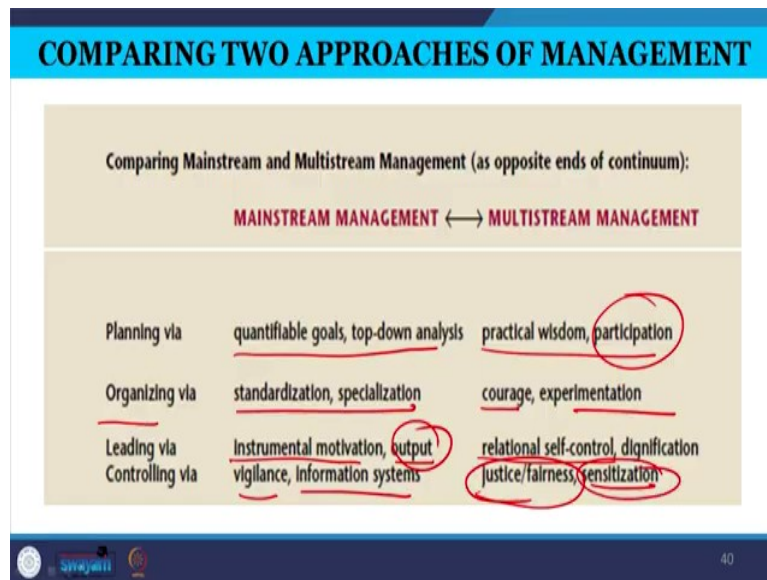 COMPARING TWO APPROACHES OF MANAGEMENT
Comparing Mainstream and Multistream Management (as opposite ends of continuum):
MAINSTREAM MANAGEMENT ⟷ MULTISTREAM MANAGEMENT
Planning via quantifiable goals, top-down analysis practical wisdom, participation
Organizing via standardization, specialization courage, experimentation
Leading via instrumental motivation, output relational self-control, dignification
Controlling via vigilance, information systems justice/fairness, sensitization
swayam 40